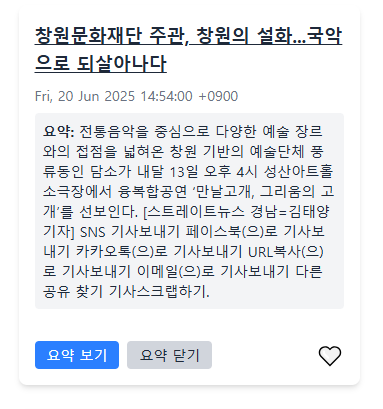 창원문화재단 주관, 창원의 설화...국악
으로 되살아나다
Fri, 20 Jun 2025 14:54:00 +0900
요약: 전통음악을 중심으로 다양한 예술 장르
와의 접점을 넓혀온 창원 기반의 예술단체 풍
류동인 담소가 내달 13일 오후 4시 성산아트홀
소극장에서 융복합공연 ‘만날고개, 그리움의 고
개’를 선보인다. [스트레이트뉴스 경남=김태양
기자] SNS 기사보내기 페이스북(으)로 기사보
내기 카카오톡(으)로 기사보내기 URL복사(으)
로 기사보내기 이메일(으)로 기사보내기 다른
공유 찾기 기사스크랩하기.
요약 보기 요약 닫기